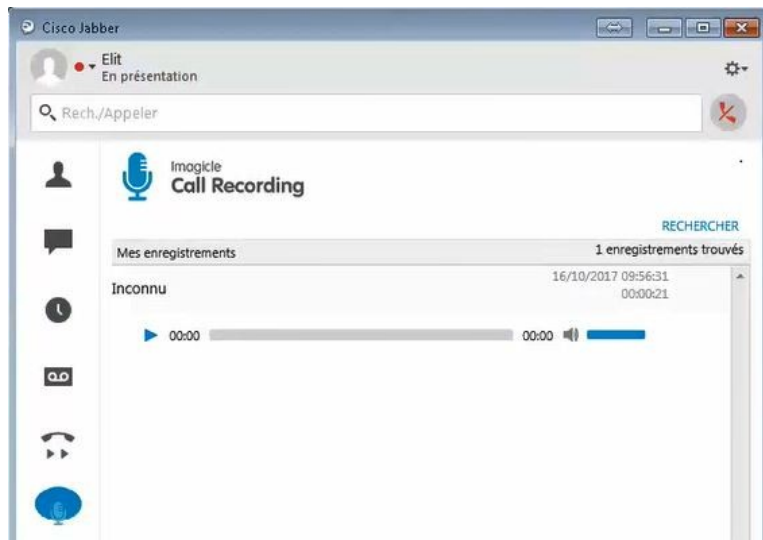 Cisco Jabber
Elit
En présentation
Rech./Appeler
Imagicle
Call Recording
RECHERCHER
Mes enregistrements 1 enregistrements trouvés
Inconnu 16/10/2017 09:56:31
00:00:21
00:00 00:00